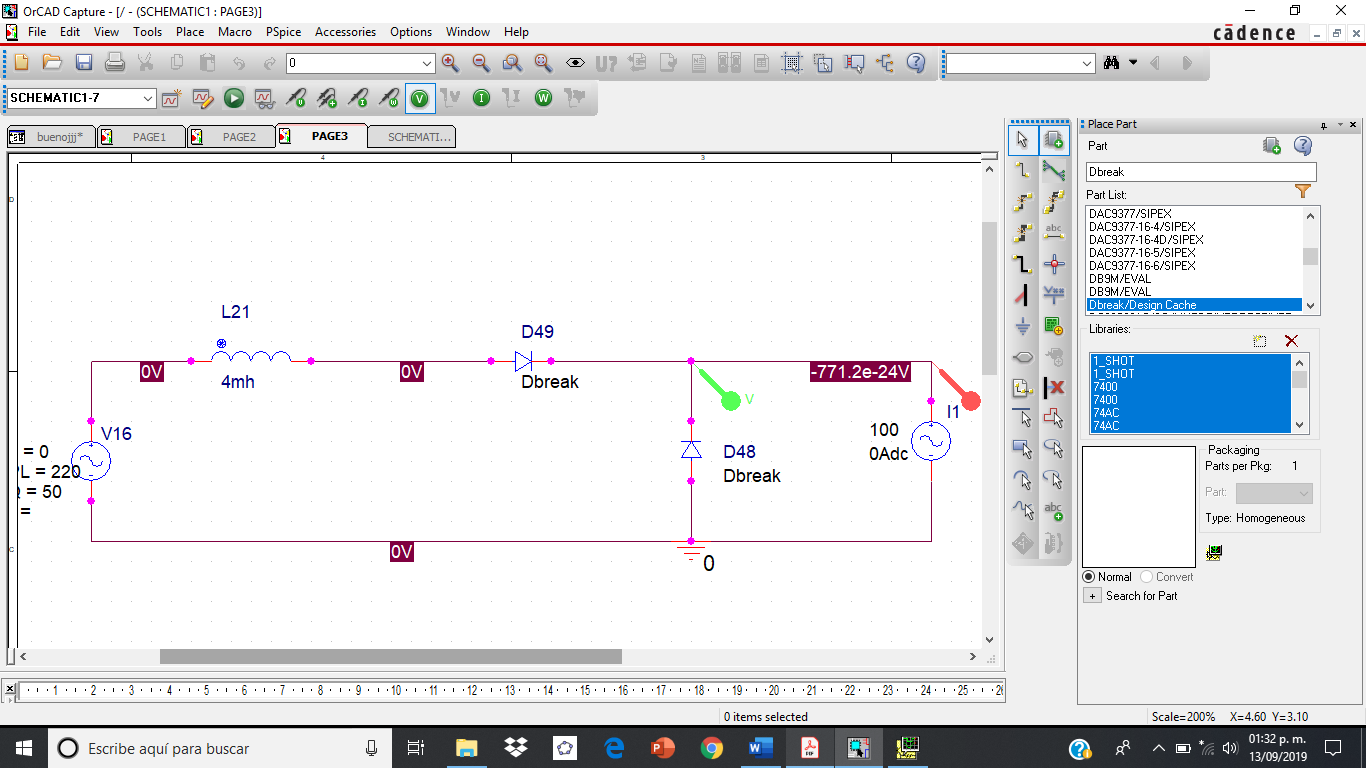 OrCAD Capture - [/ - (SCHEMATIC1 : PAGE3)]
File Edit View Tools Place Macro PSpice Accessories Options Window Help
cādence
0
SCHEMATIC1-7
buenojjj* PAGE1 PAGE2 PAGE3 SCHEMATI...
4 3
D
C
L21
4mh
0V
0V
D49
Dbreak
-771.2e-24V
V
V16
= 0
PL = 220
Q = 50
=
D48
Dbreak
I1
100
0Adc
0V
0
Place Part
Part
Dbreak
Part List:
DAC9377/SIPEX
DAC9377-16-4/SIPEX
DAC9377-16-4D/SIPEX
DAC9377-16-5/SIPEX
DAC9377-16-6/SIPEX
DB9M/EVAL
DB9M/EVAL
Dbreak/Design Cache
Libraries:
1_SHOT
1_SHOT
7400
7400
74AC
74AC
Packaging
Parts per Pkg: 1
Part:
Type: Homogeneous
Normal Convert
Search for Part
1 2 3 4 5 6 7 8 9 10 11 12 13 14 15 16 17 18 19 20 21 22 23 24 25 26
0 items selected
Scale=200% X=4.60 Y=3.10
Escribe aquí para buscar
01:32 p. m.
13/09/2019